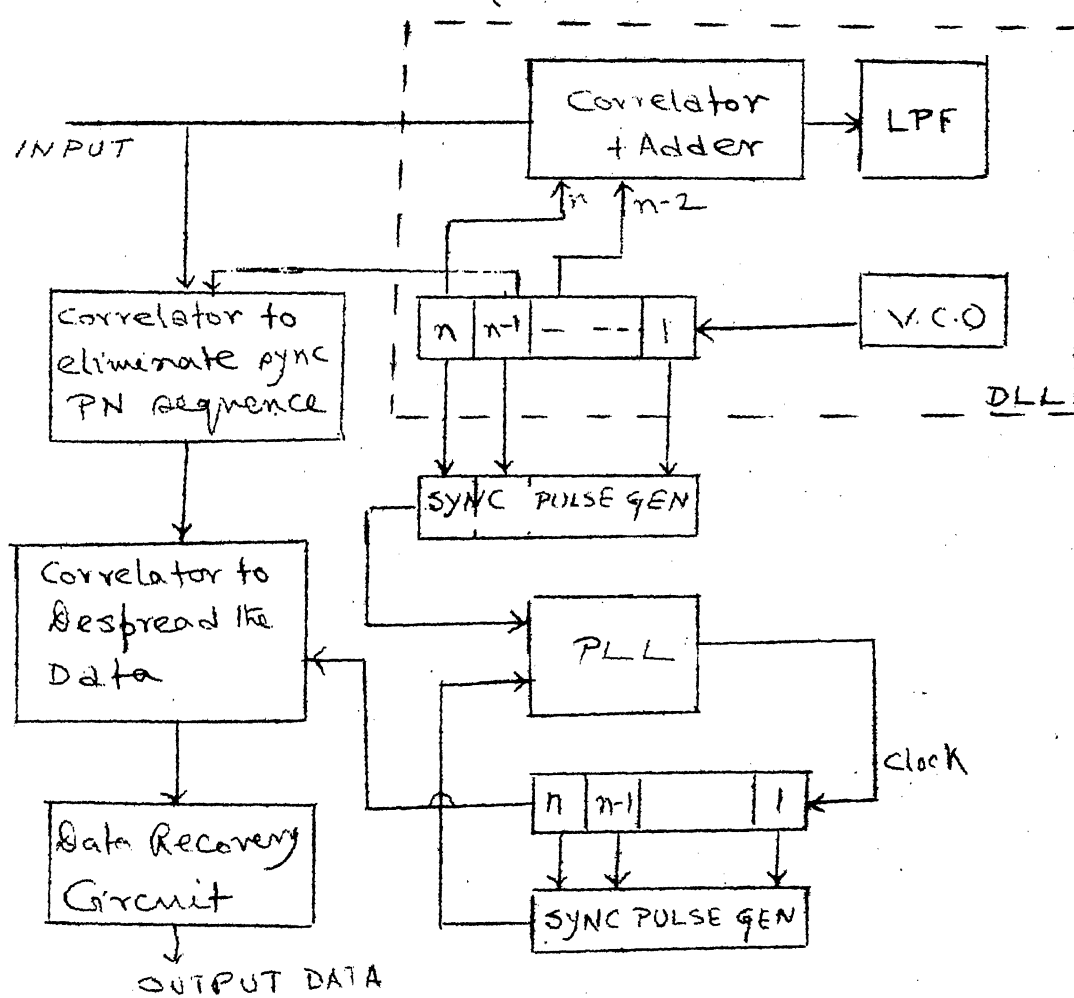 Correlator
+ Adder
LPF
INPUT
n
n-2
Correlator to
eliminate sync
PN sequence
n n-1 - -- 1
V.C.O
DLL
SYNC PULSE GEN
Correlator to
Despread the
Data
PLL
Clock
n n-1 1
Data Recovery
Circuit
SYNC PULSE GEN
OUTPUT DATA